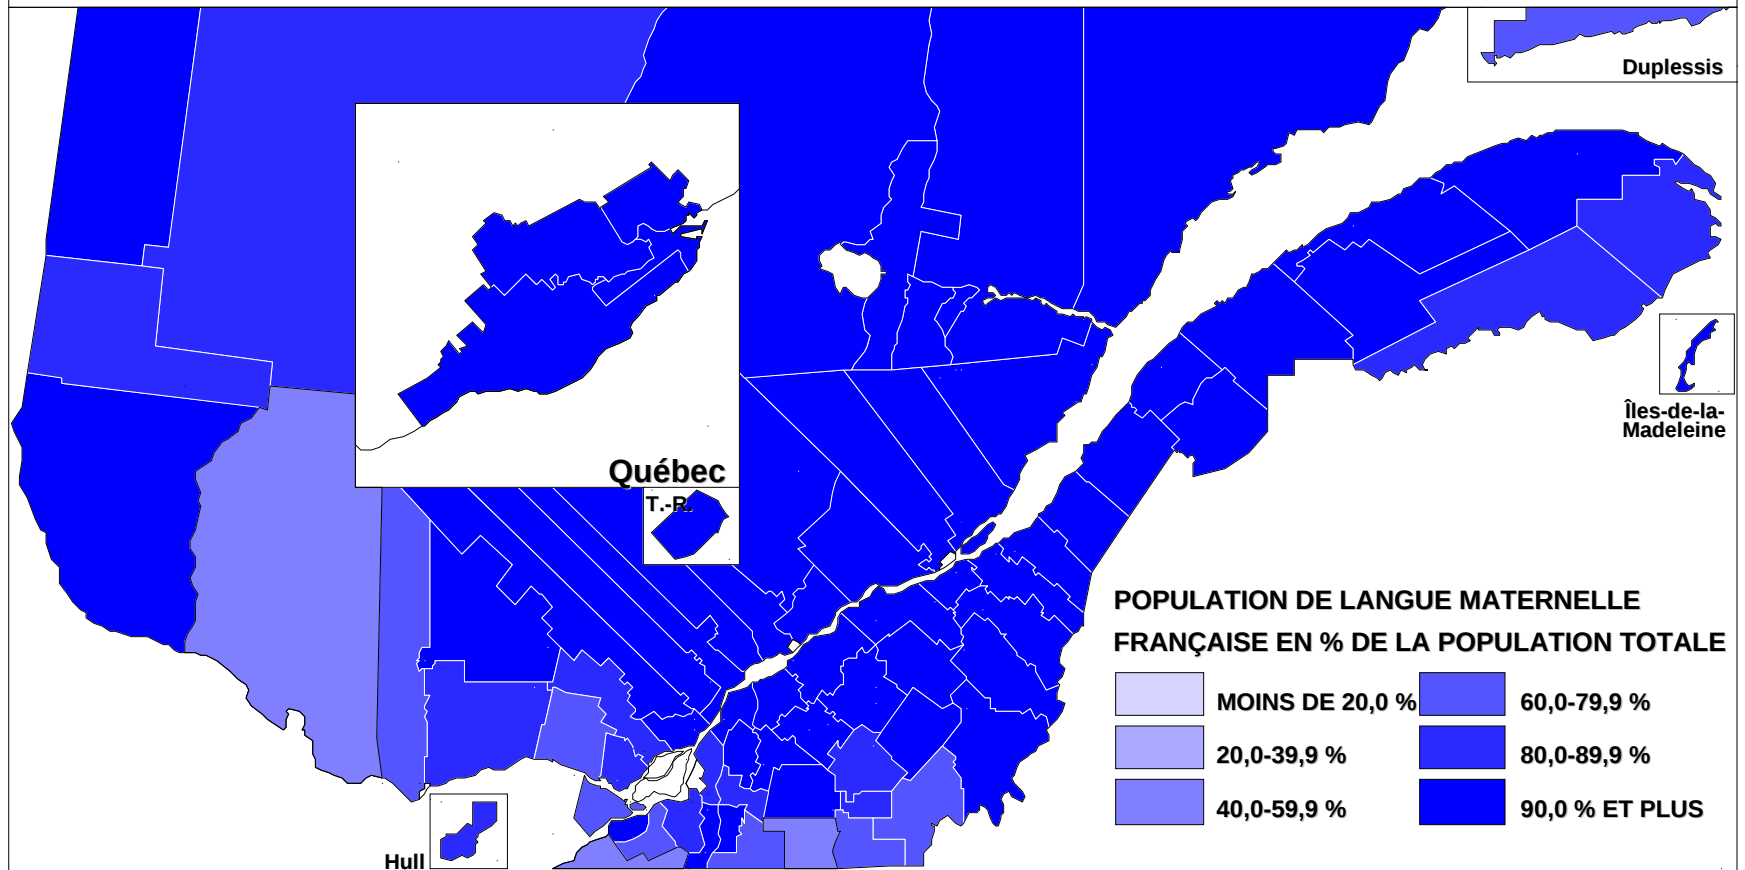 Duplessis
Îles-de-la-
Madeleine
Québec
T.-R.
Hull
POPULATION DE LANGUE MATERNELLE
FRANÇAISE EN % DE LA POPULATION TOTALE
MOINS DE 20,0 %
60,0-79,9 %
20,0-39,9 %
80,0-89,9 %
40,0-59,9 %
90,0 % ET PLUS